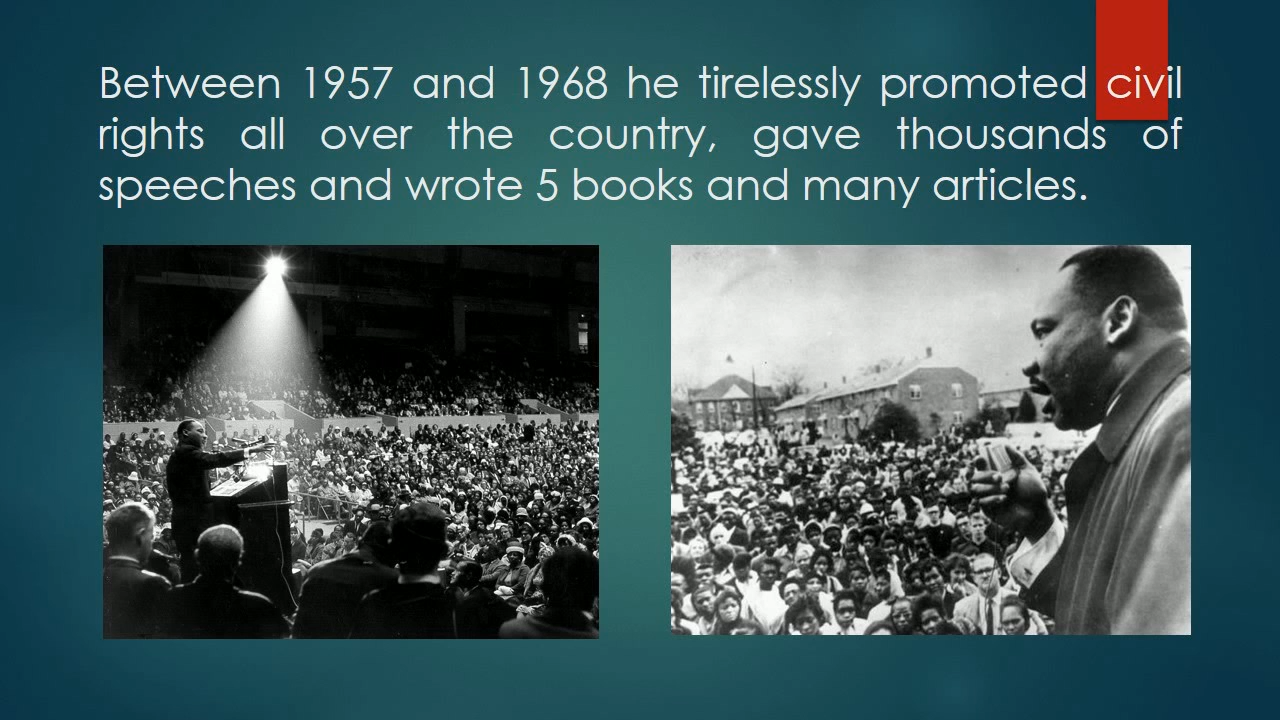 Between 1957 and 1968 he tirelessly promoted civil
rights all over the country, gave thousands of
speeches and wrote 5 books and many articles.